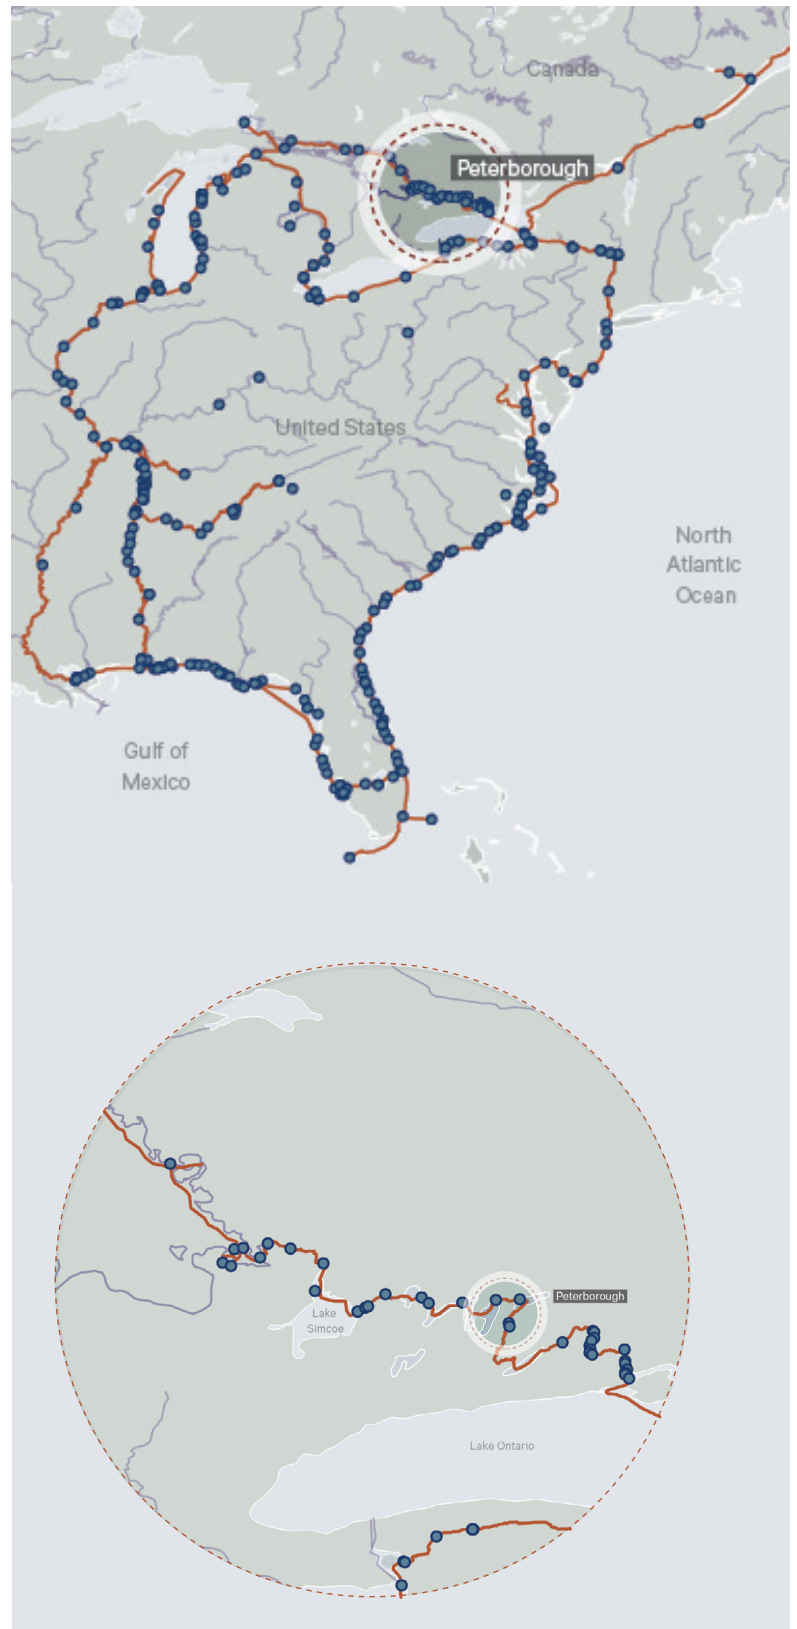 Canada
Peterborough
United States
North
Atlantic
Ocean
Gulf of
Mexico
Peterborough
Lake
Simcoe
Lake Ontario